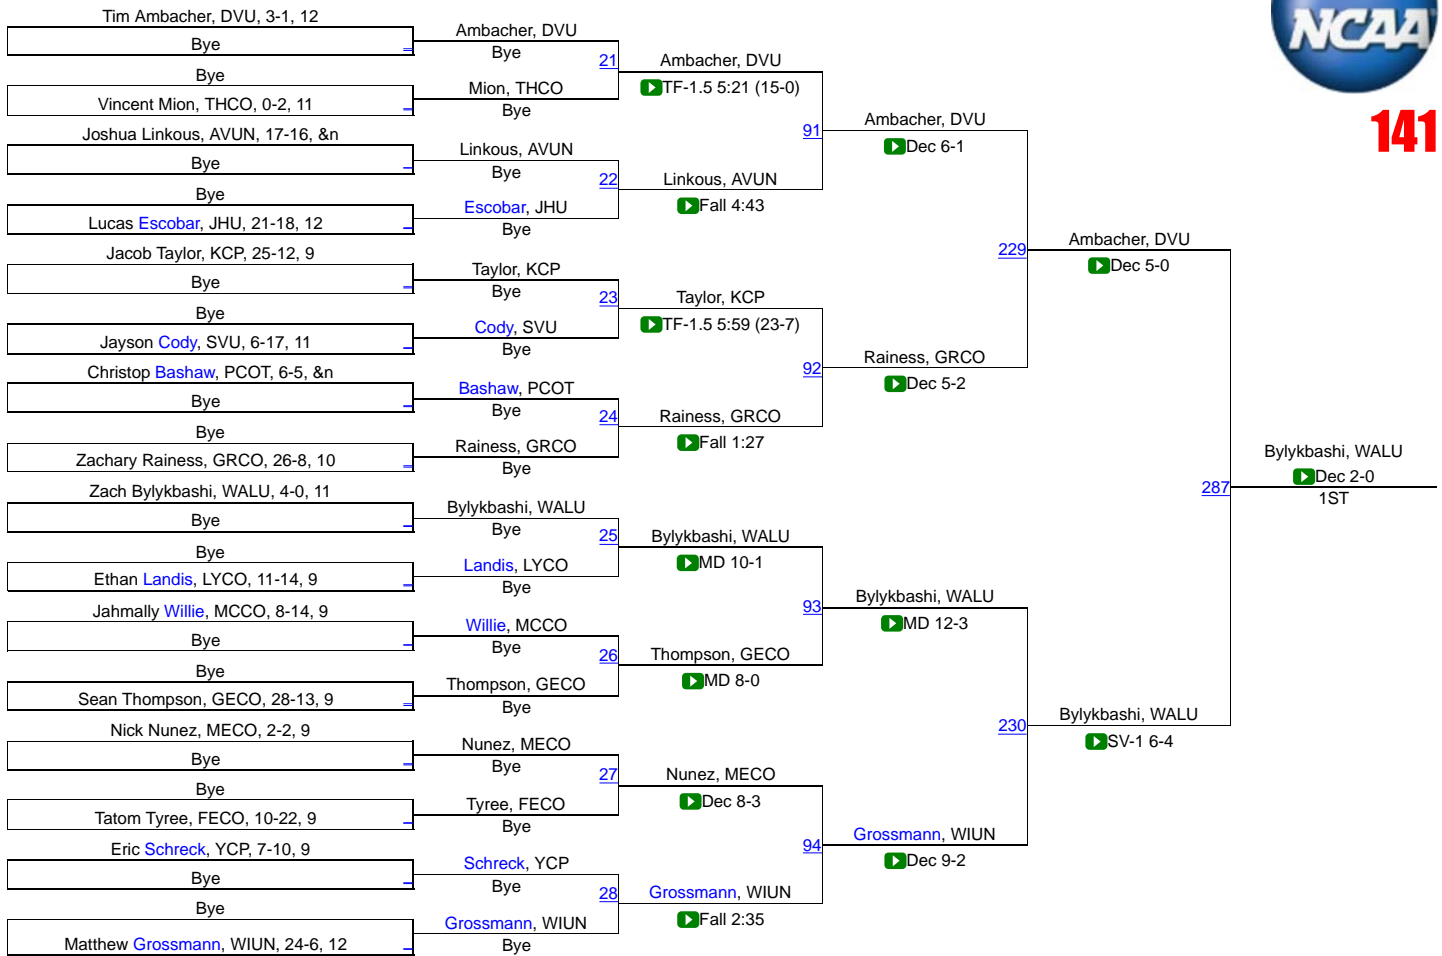 NCAA
141
Tim Ambacher, DVU, 3-1, 12
Bye
Bye
Vincent Mion, THCO, 0-2, 11
Joshua Linkous, AVUN, 17-16, &n
Bye
Bye
Lucas Escobar, JHU, 21-18, 12
Jacob Taylor, KCP, 25-12, 9
Bye
Bye
Jayson Cody, SVU, 6-17, 11
Christop Bashaw, PCOT, 6-5, &n
Bye
Bye
Zachary Rainess, GRCO, 26-8, 10
Zach Bylykbashi, WALU, 4-0, 11
Bye
Bye
Ethan Landis, LYCO, 11-14, 9
Jahmally Willie, MCCO, 8-14, 9
Bye
Bye
Sean Thompson, GECO, 28-13, 9
Nick Nunez, MECO, 2-2, 9
Bye
Bye
Tatom Tyree, FECO, 10-22, 9
Eric Schreck, YCP, 7-10, 9
Bye
Bye
Matthew Grossmann, WIUN, 24-6, 12
Ambacher, DVU
Bye
21
Mion, THCO
Bye
Linkous, AVUN
Bye
22
Escobar, JHU
Bye
Taylor, KCP
Bye
23
Cody, SVU
Bye
Bashaw, PCOT
Bye
24
Rainess, GRCO
Bye
Bylykbashi, WALU
Bye
25
Landis, LYCO
Bye
Willie, MCCO
Bye
26
Thompson, GECO
Bye
Nunez, MECO
Bye
27
Tyree, FECO
Bye
Schreck, YCP
Bye
28
Grossmann, WIUN
Bye
Ambacher, DVU
TF-1.5 5:21 (15-0)
91
Linkous, AVUN
Fall 4:43
Taylor, KCP
TF-1.5 5:59 (23-7)
92
Rainess, GRCO
Fall 1:27
Bylykbashi, WALU
MD 10-1
93
Thompson, GECO
MD 8-0
Nunez, MECO
Dec 8-3
94
Grossmann, WIUN
Fall 2:35
Ambacher, DVU
Dec 6-1
229
Rainess, GRCO
Dec 5-2
Bylykbashi, WALU
MD 12-3
230
Grossmann, WIUN
Dec 9-2
Ambacher, DVU
Dec 5-0
287
Bylykbashi, WALU
SV-1 6-4
Bylykbashi, WALU
Dec 2-0
1ST